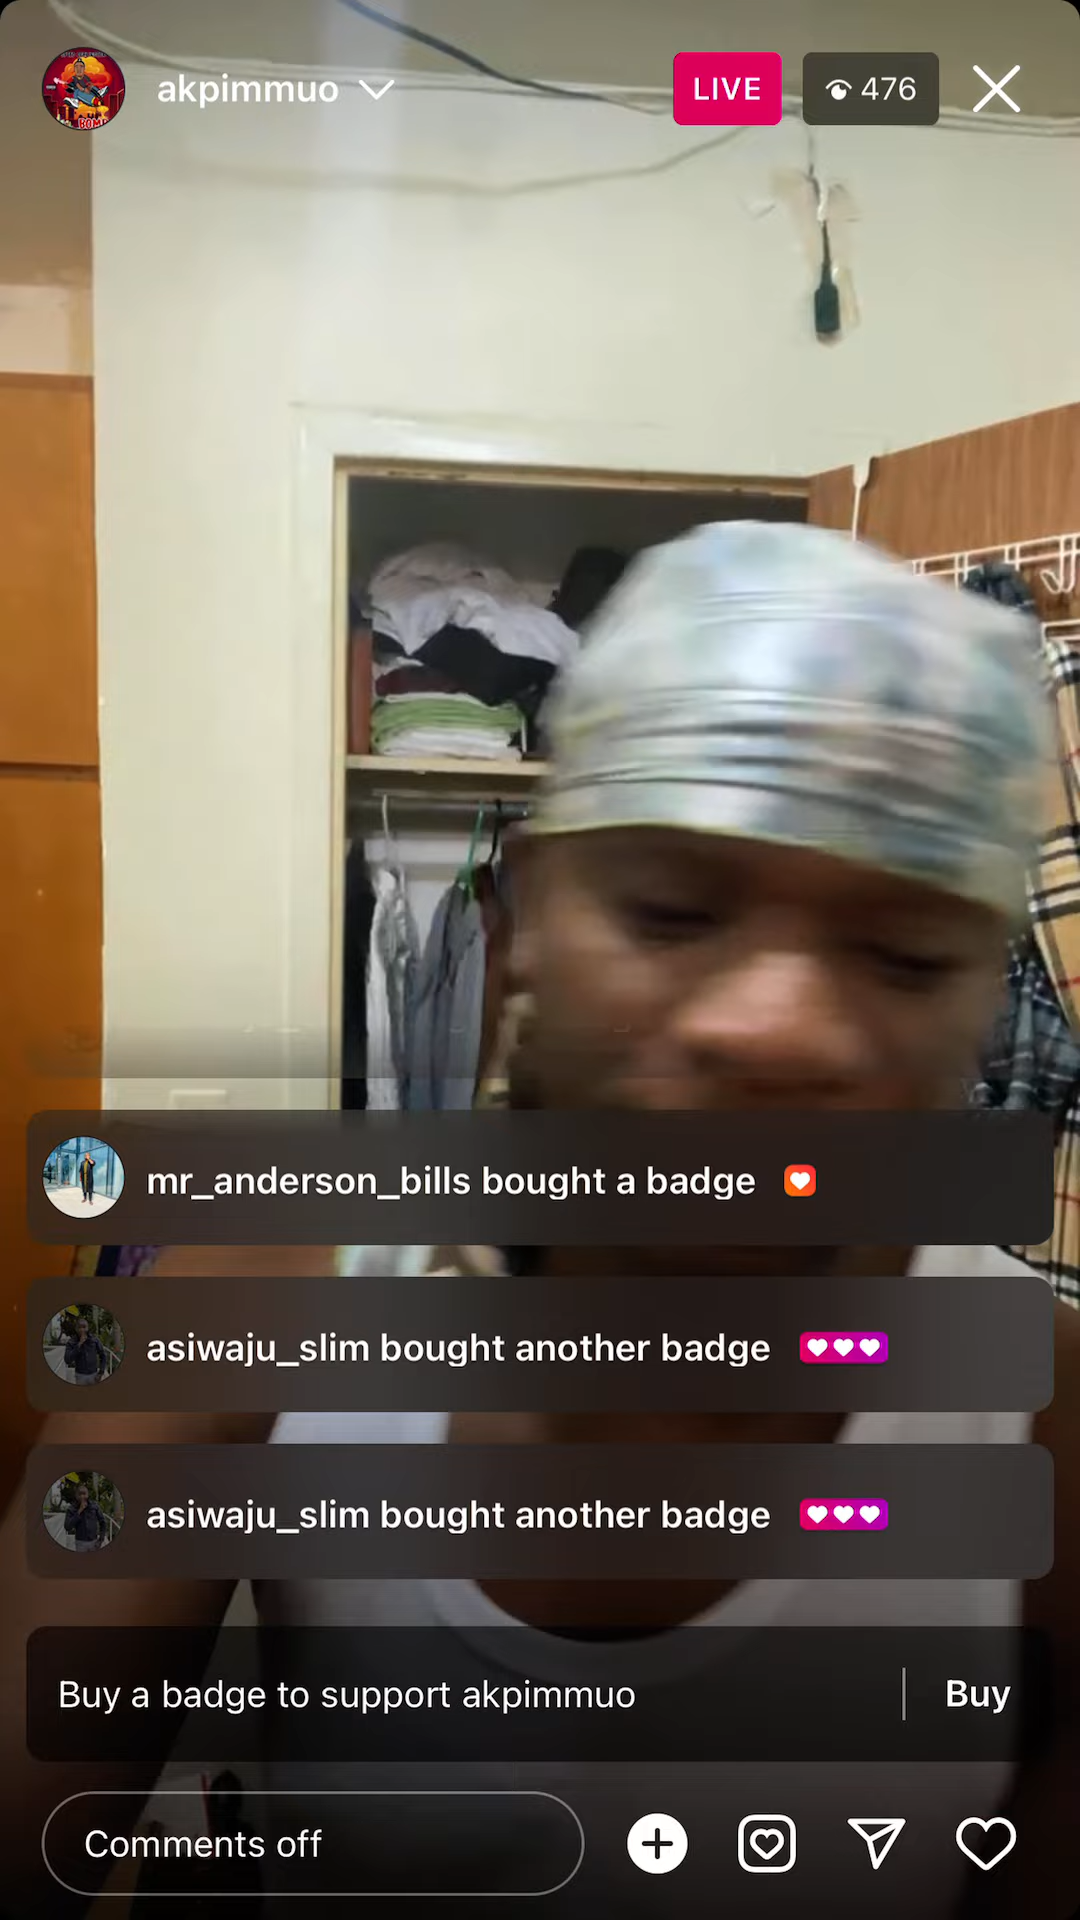 akpimmuo
LIVE
476
BOMB
mr_anderson_bills bought a badge
asiwaju_slim bought another badge
asiwaju_slim bought another badge
Buy a badge to support akpimmuo
Buy
Comments off